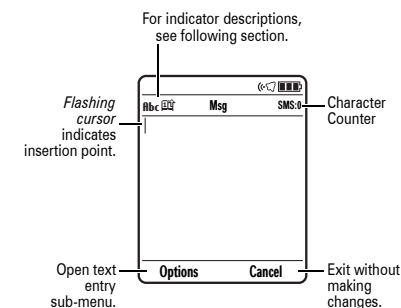 For indicator descriptions,
see following section.
Flashing
cursor
indicates
insertion point.
Abc
Msg
SMS:0
Character
Counter
Open text
entry
sub-menu.
Options
Cancel
Exit without
making
changes.